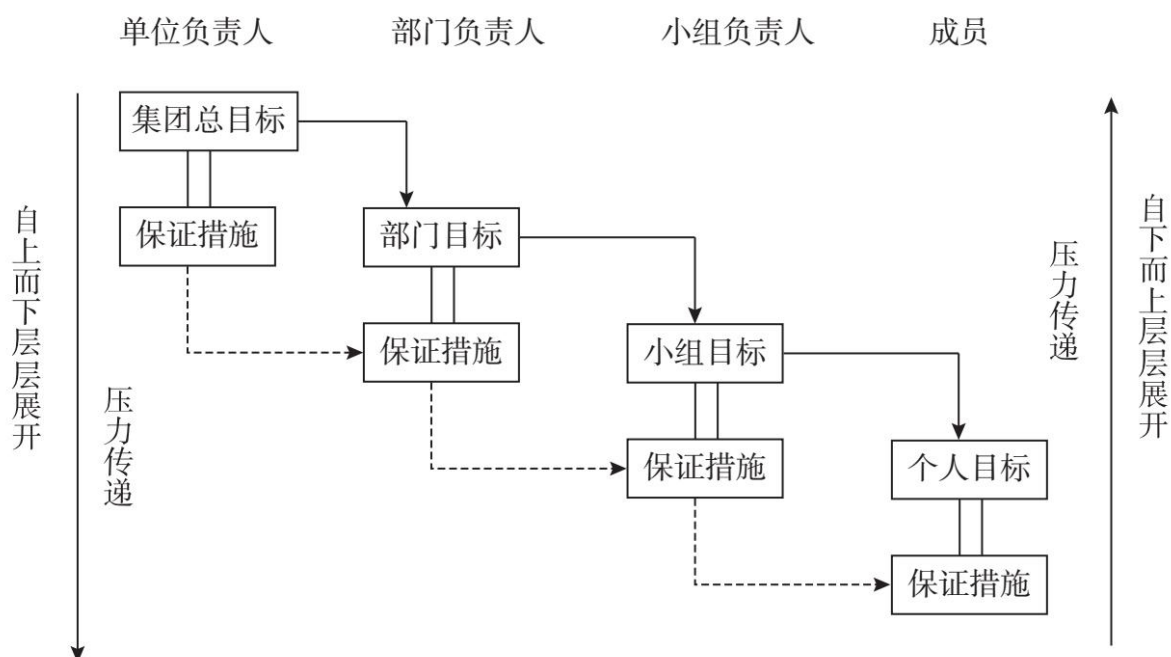 单位负责人
部门负责人
小组负责人
成员
集团总目标
保证措施
部门目标
保证措施
小组目标
保证措施
个人目标
保证措施
自上而下层层展开
压力传递
压力传递
自下而上层层展开